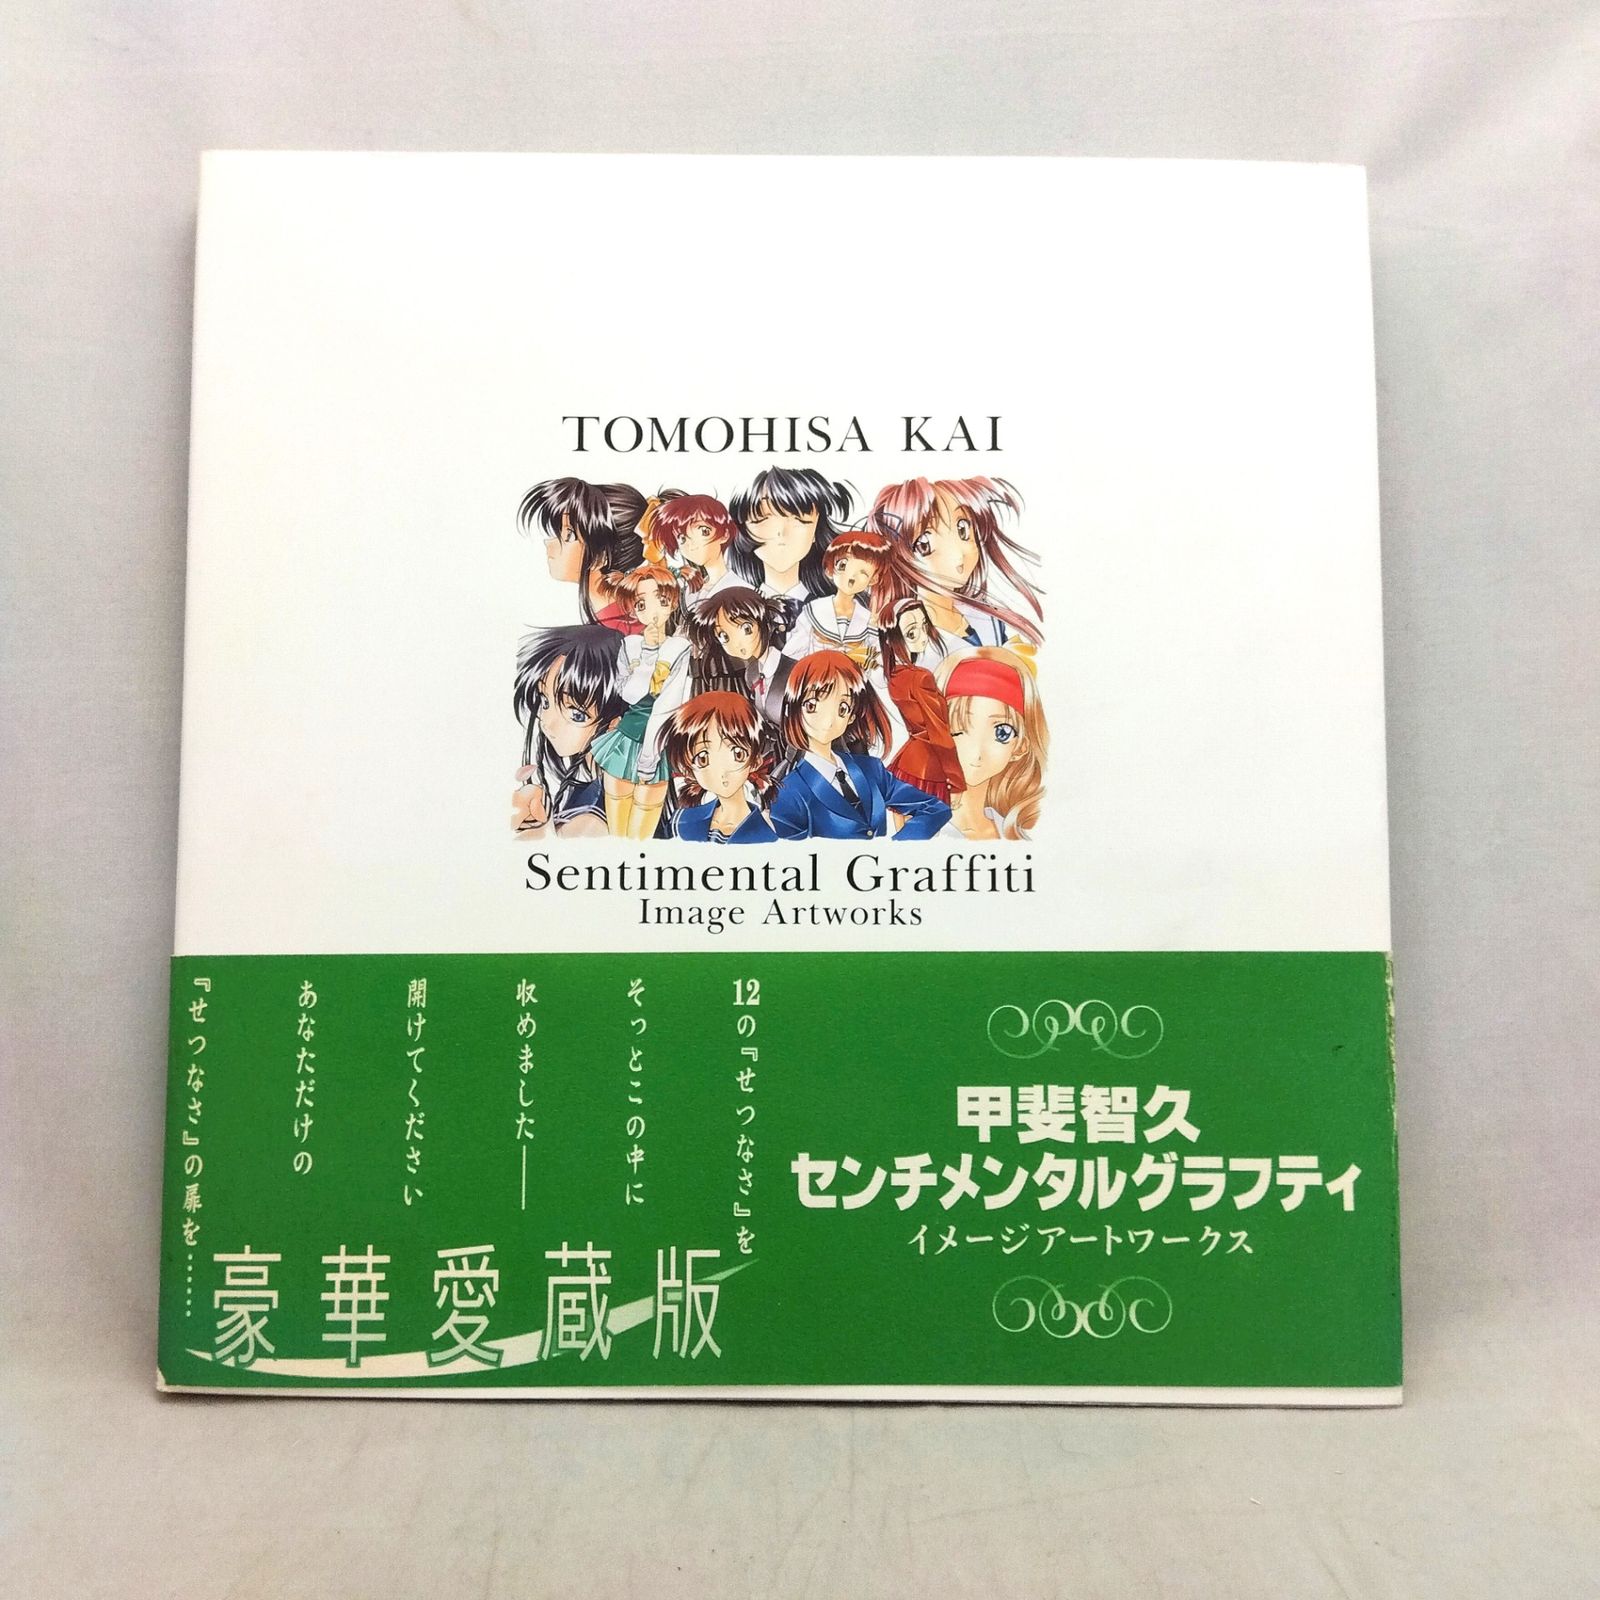 TOMOHISA KAI
Sentimental Graffiti
Image Artworks
甲斐智久
センチメンタルグラフティ
イメージアートワークス
12の『せつなさ』を
そっとこの中に
収めました——
開けてください
あなただけの
『せつなさ』の扉を……
豪華愛蔵版